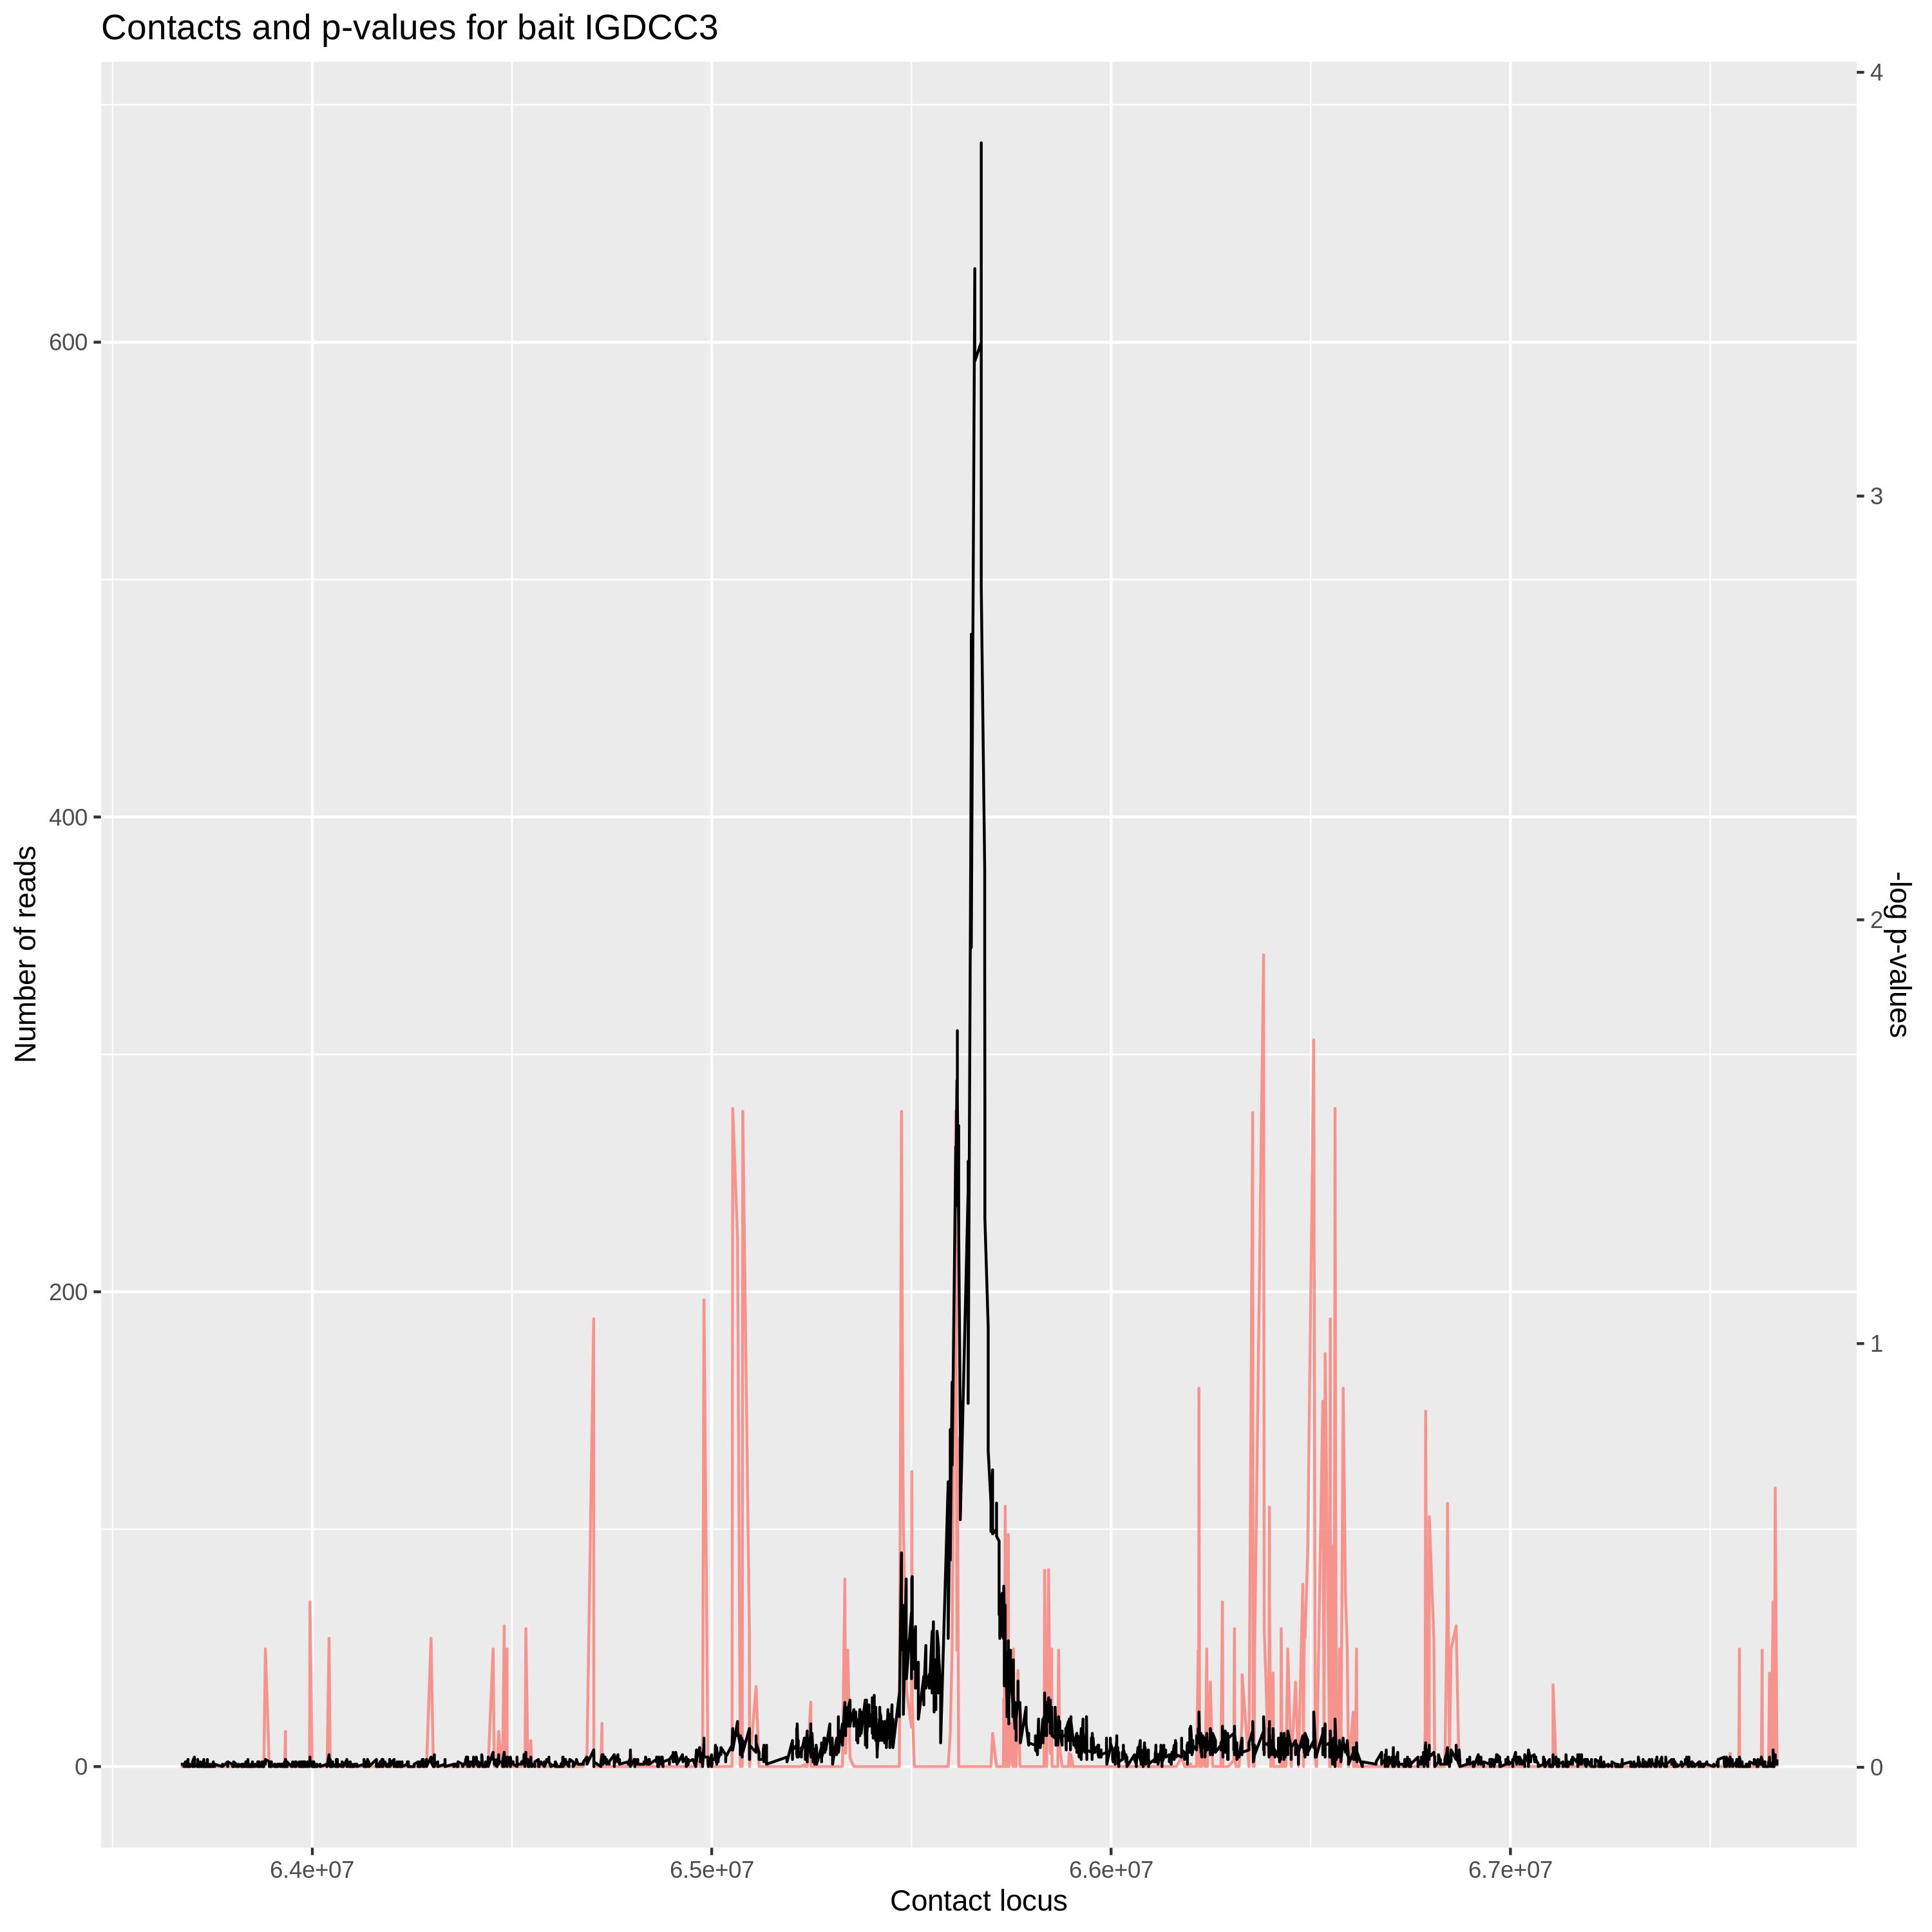 Contacts and p-values for bait IGDCC3
Number of reads
600
400
200
0
4
3
2
1
0
-log p-values
6.4e+07
6.5e+07
6.6e+07
6.7e+07
Contact locus